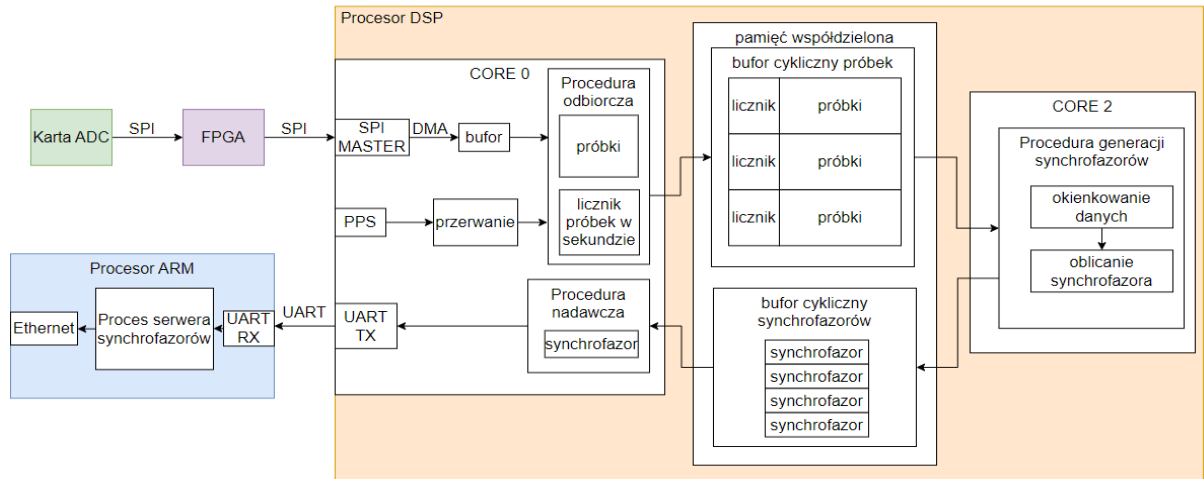 Procesor DSP
Karta ADC
SPI
FPGA
SPI
CORE 0
SPI
MASTER
DMA
bufor
Procedura
odbiorcza
próbki
PPS
przerwanie
licznik
próbek w
sekundzie
pamięć współdzielona
bufor cykliczny próbek
licznik
próbki
licznik
próbki
licznik
próbki
CORE 2
Procedura generacji
synchrofazorów
okienkowanie
danych
oblicanie
synchrofazora
bufor cykliczny
synchrofazorów
synchrofazor
synchrofazor
synchrofazor
synchrofazor
Procedura
nadawcza
synchrofazor
UART
TX
UART
Procesor ARM
UART
RX
Proces serwera
synchrofazorów
Ethernet